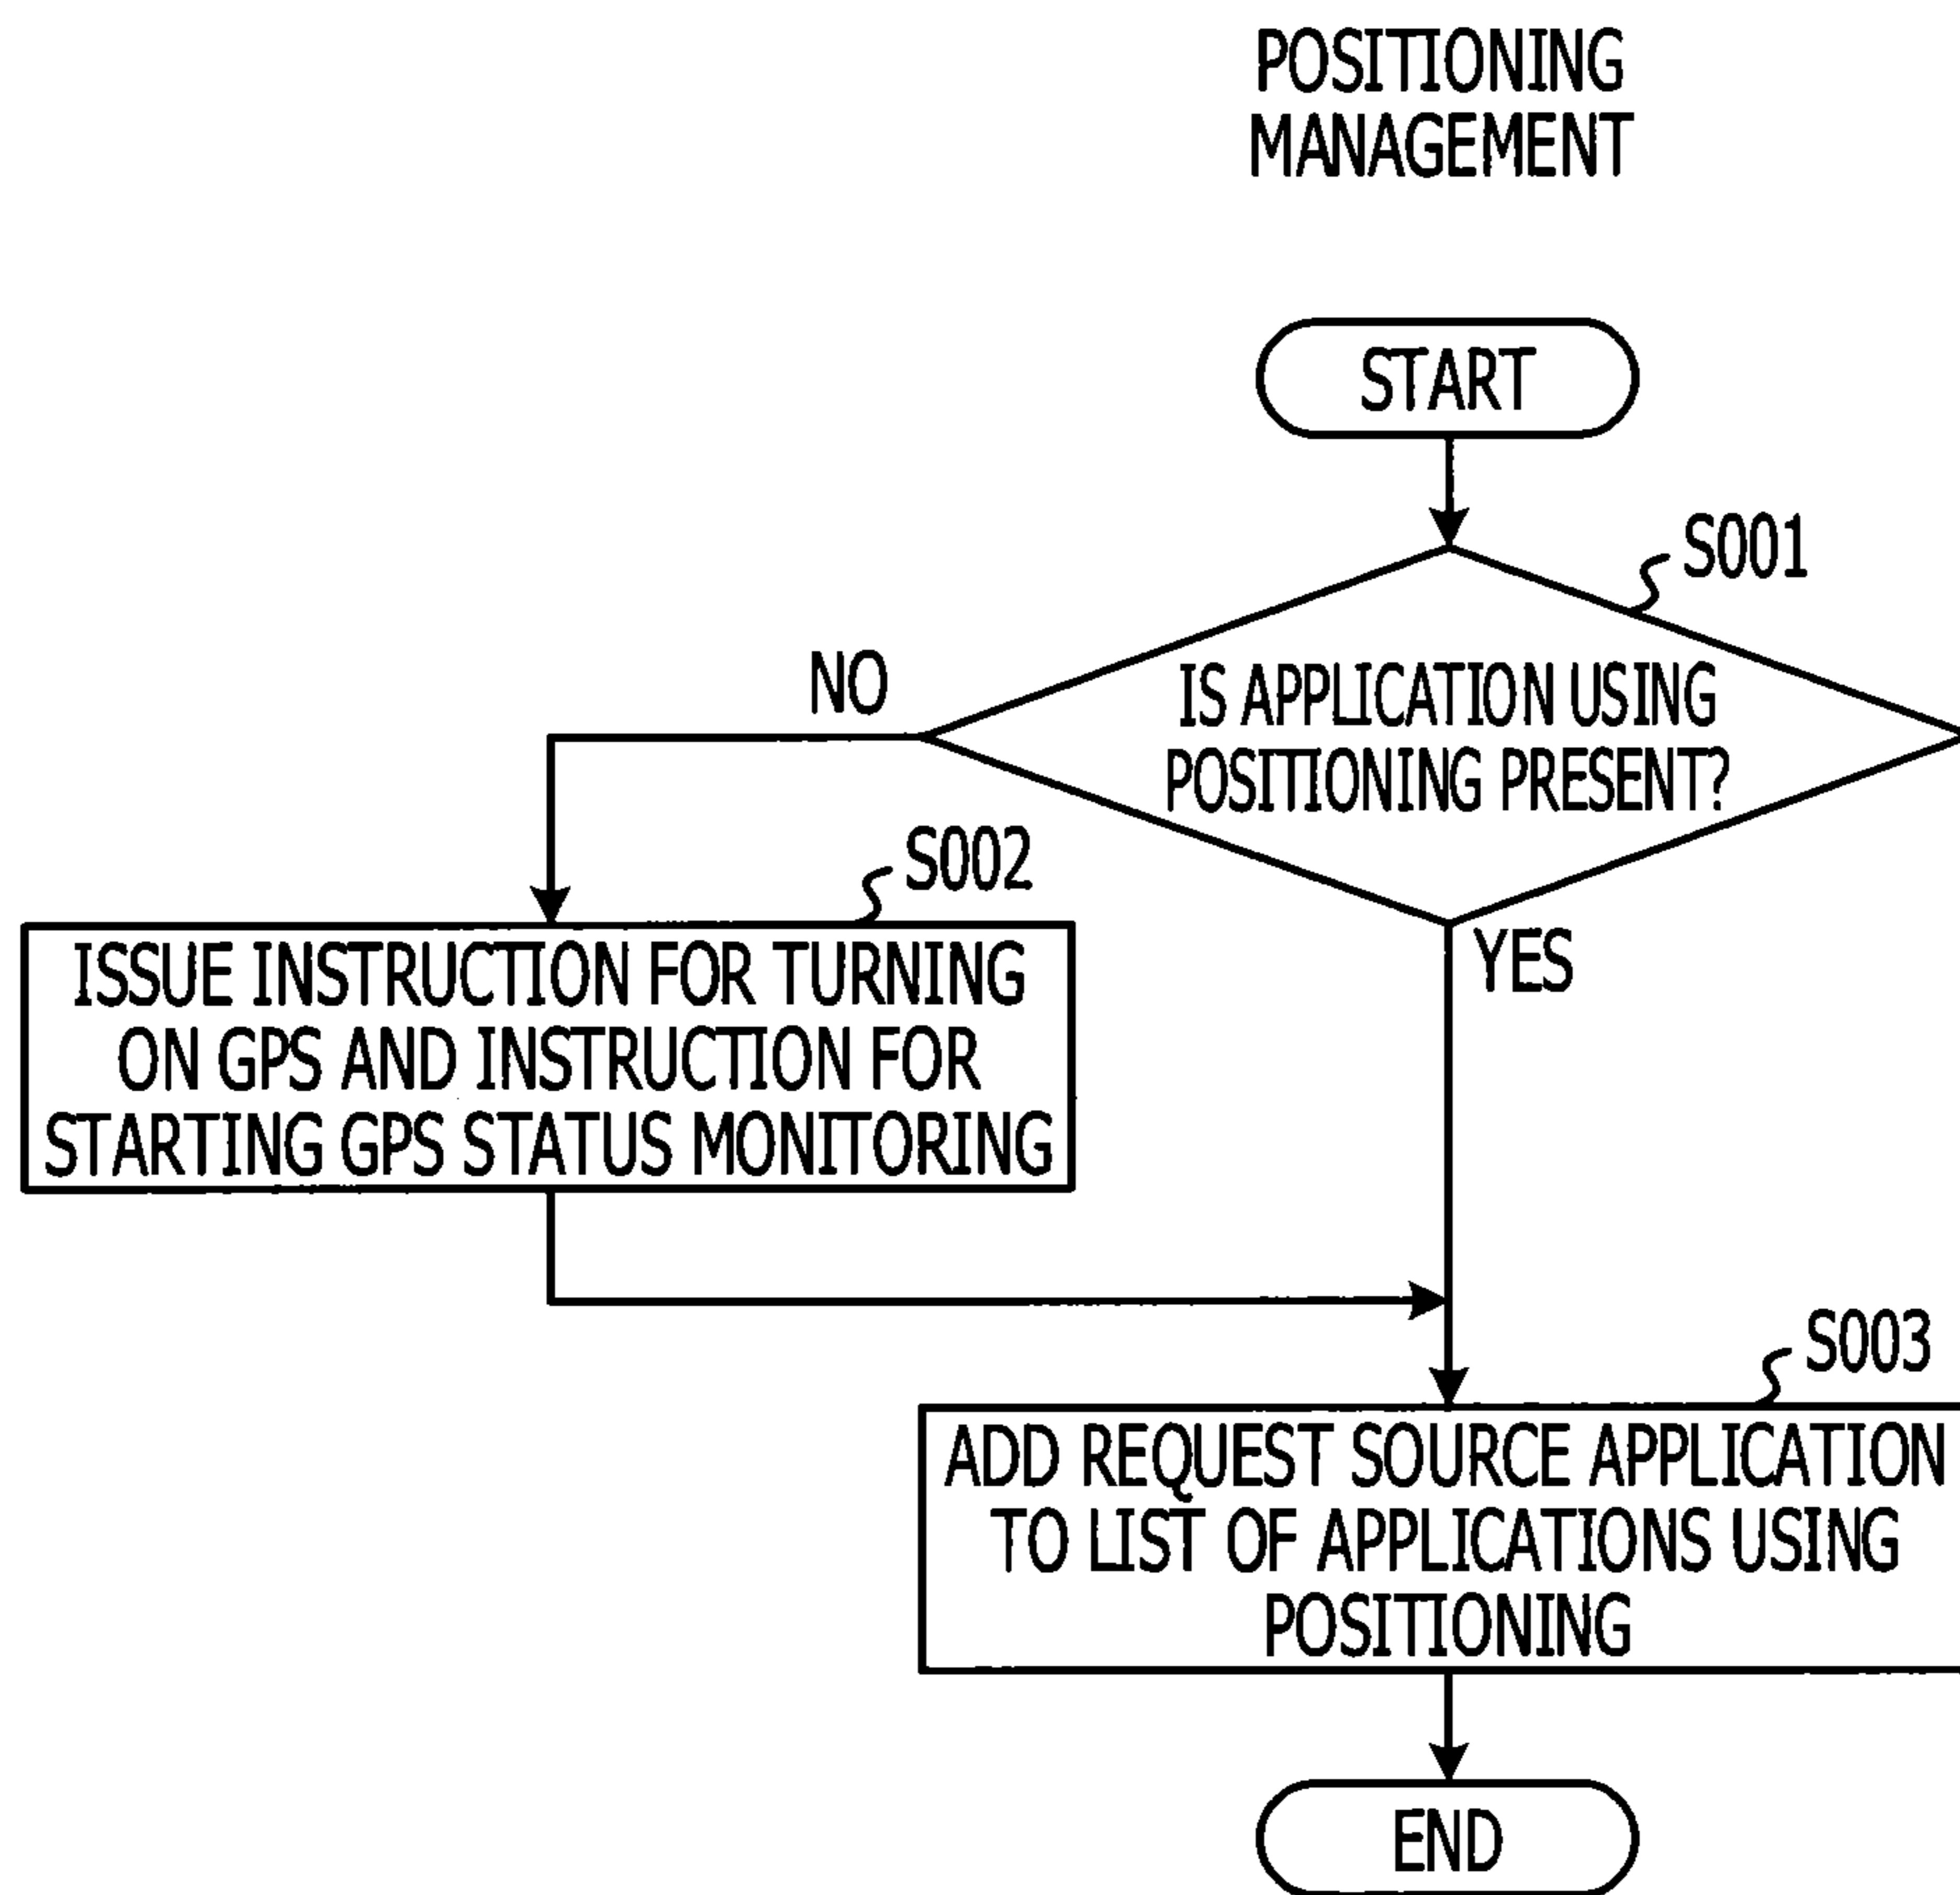 POSITIONING
MANAGEMENT
START
S001
IS APPLICATION USING
POSITIONING PRESENT?
NO
YES
S002
ISSUE INSTRUCTION FOR TURNING
ON GPS AND INSTRUCTION FOR
STARTING GPS STATUS MONITORING
S003
ADD REQUEST SOURCE APPLICATION
TO LIST OF APPLICATIONS USING
POSITIONING
END